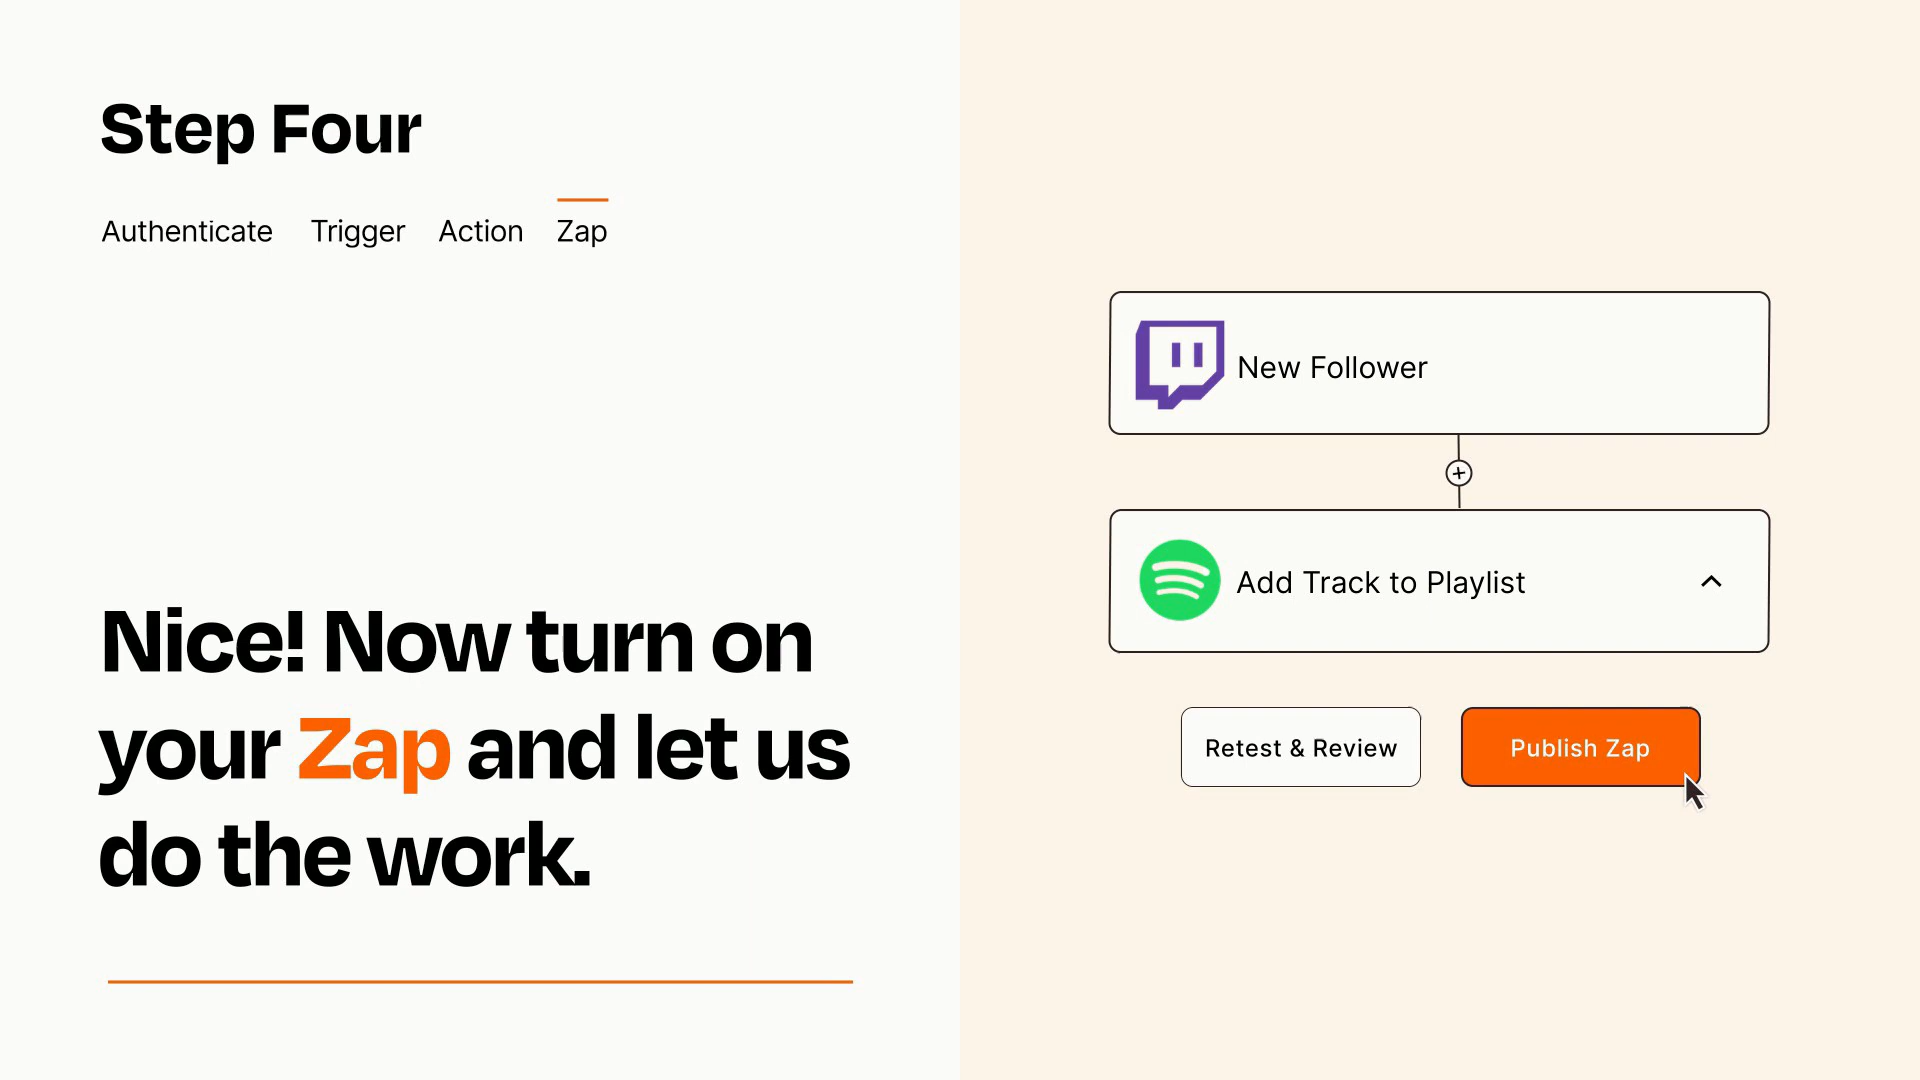 Step Four
Authenticate Trigger Action Zap
Nice! Now turn on
your Zap and let us
do the work.
New Follower
Add Track to Playlist
Retest & Review
Publish Zap